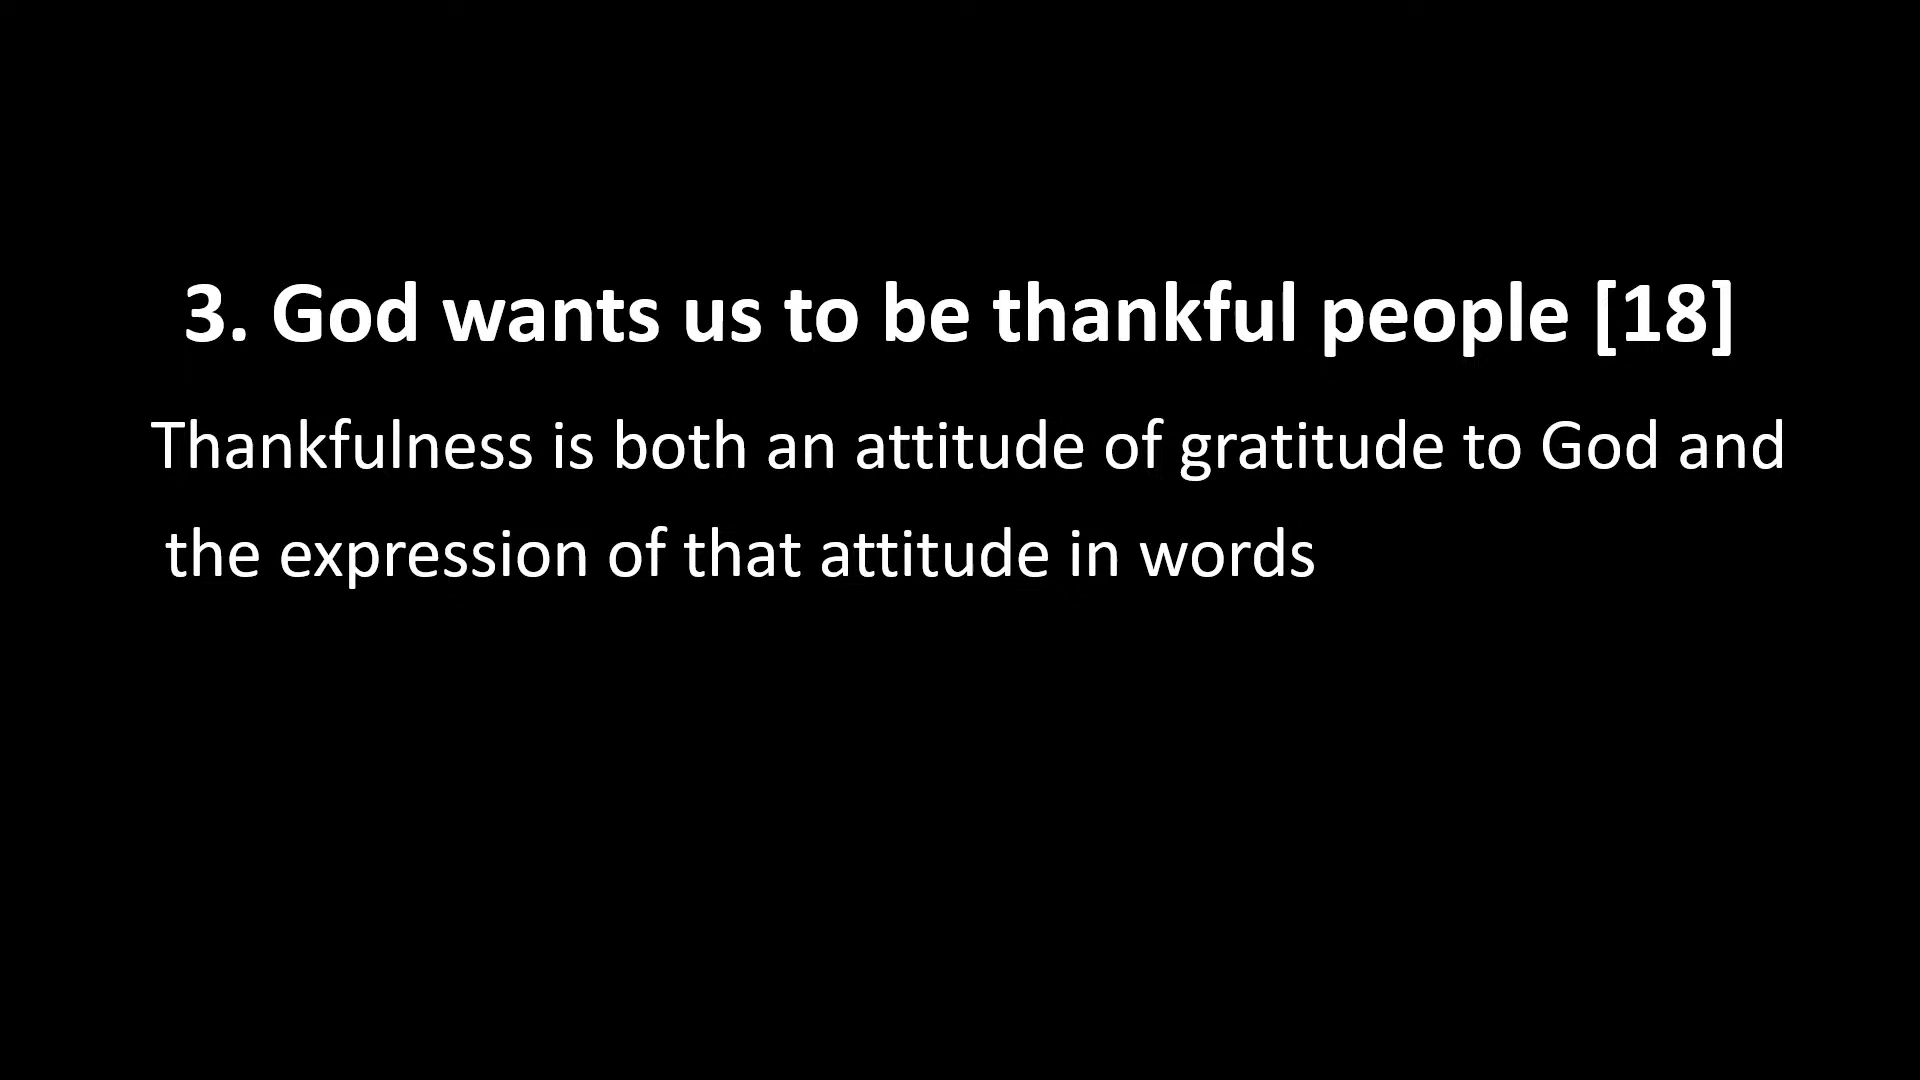 3. God wants us to be thankful people [18]
Thankfulness is both an attitude of gratitude to God and
the expression of that attitude in words